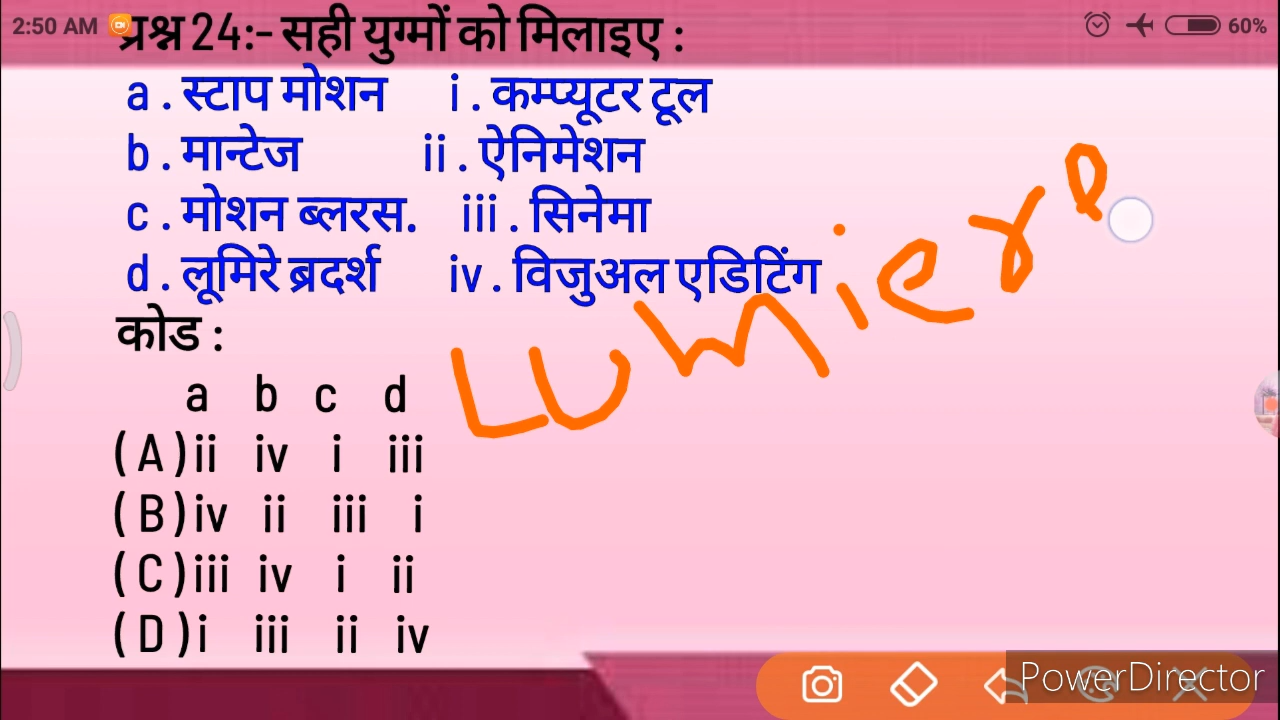 2:50 AM 60%
प्रश्न 24:- सही युग्मों को मिलाइए :
a . स्टाप मोशन i . कम्प्यूटर टूल
b . मान्टेज ii . ऐनिमेशन
c . मोशन ब्लरस. iii . सिनेमा
d . लूमिरे ब्रदर्श iv . विजुअल एडिटिंग
Lumiere
कोड :
a b c d
( A ) ii iv i iii
( B ) iv ii iii i
( C ) iii iv i ii
( D ) i iii ii iv
PowerDirector